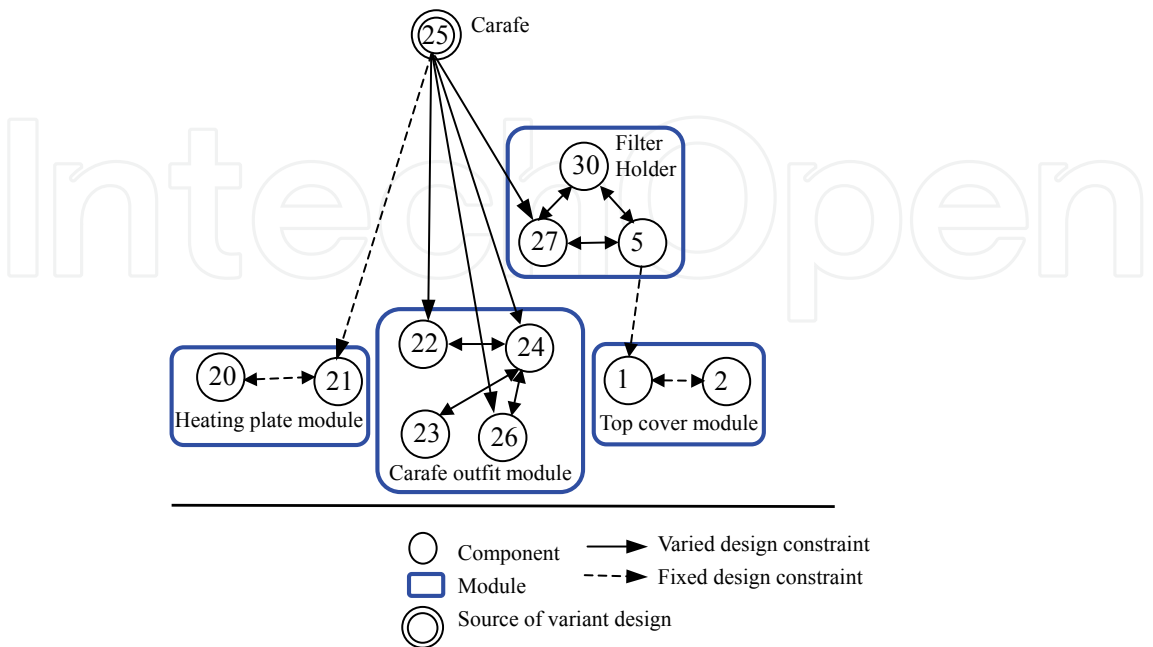 25
Carafe
IntechOpen
Filter
Holder
30
27
5
22
24
23
26
Carafe outfit module
20
21
Heating plate module
1
2
Top cover module
Component
Varied design constraint
Module
Fixed design constraint
Source of variant design